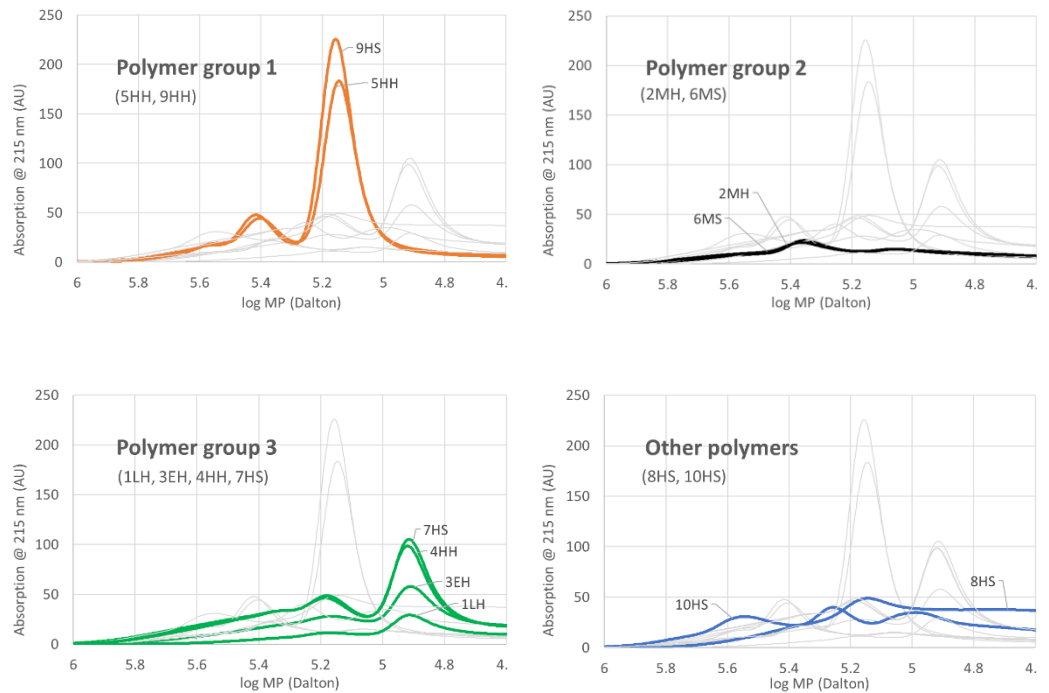 Polymer group 1
(5HH, 9HH)
9HS
5HH
Absorption @ 215 nm (AU)
250
200
150
100
50
0
6
5.8
5.6
5.4
5.2
5
4.8
4.
log MP (Dalton)
Polymer group 2
(2MH, 6MS)
2MH
6MS
Absorption @ 215 nm (AU)
250
200
150
100
50
0
6
5.8
5.6
5.4
5.2
5
4.8
4.
log MP (Dalton)
Polymer group 3
(1LH, 3EH, 4HH, 7HS)
7HS
4HH
3EH
1LH
Absorption @ 215 nm (AU)
250
200
150
100
50
0
6
5.8
5.6
5.4
5.2
5
4.8
4.
log MP (Dalton)
Other polymers
(8HS, 10HS)
10HS
8HS
Absorption @ 215 nm (AU)
250
200
150
100
50
0
6
5.8
5.6
5.4
5.2
5
4.8
4.
log MP (Dalton)